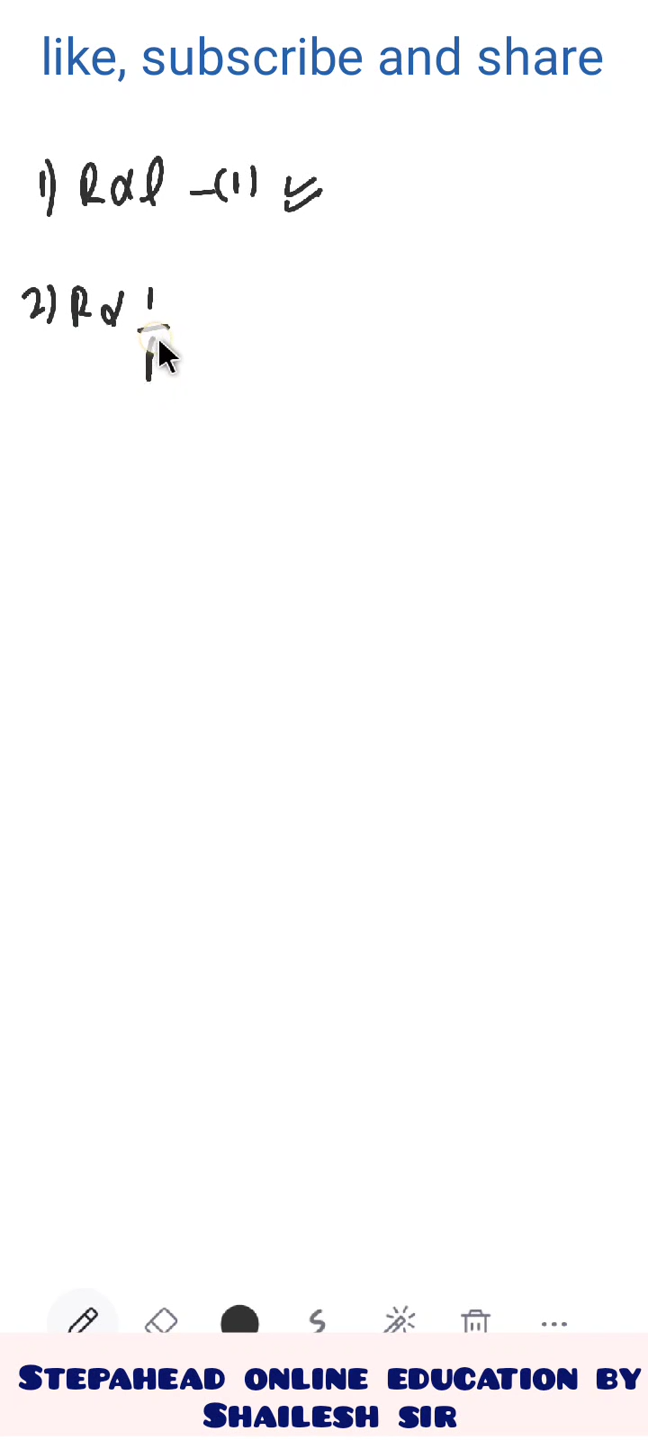 like, subscribe and share
1) R α l —(1)
2) R α 1
STEPAHEAD ONLINE EDUCATION BY
SHAILESH SIR